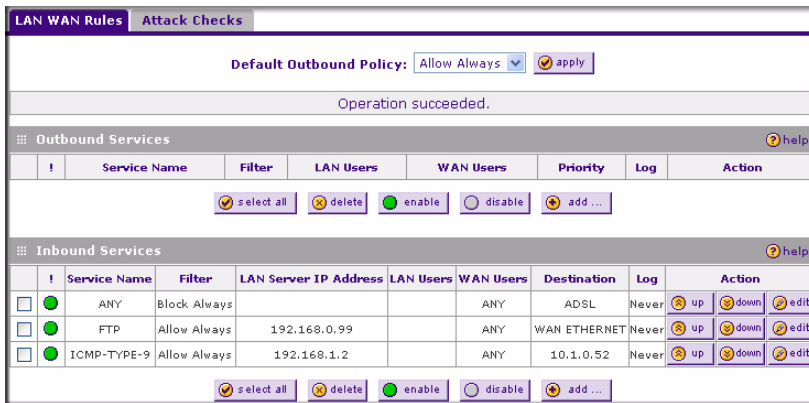 LAN WAN Rules Attack Checks
Default Outbound Policy: Allow Always apply
Operation succeeded.
Outbound Services help
! Service Name Filter LAN Users WAN Users Priority Log Action
select all delete enable disable add ...
Inbound Services help
! Service Name Filter LAN Server IP Address LAN Users WAN Users Destination Log Action
ANY Block Always ANY ADSL Never up down edit
FTP Allow Always 192.168.0.99 ANY WAN ETHERNET Never up down edit
ICMP-TYPE-9 Allow Always 192.168.1.2 ANY 10.1.0.52 Never up down edit
select all delete enable disable add ...